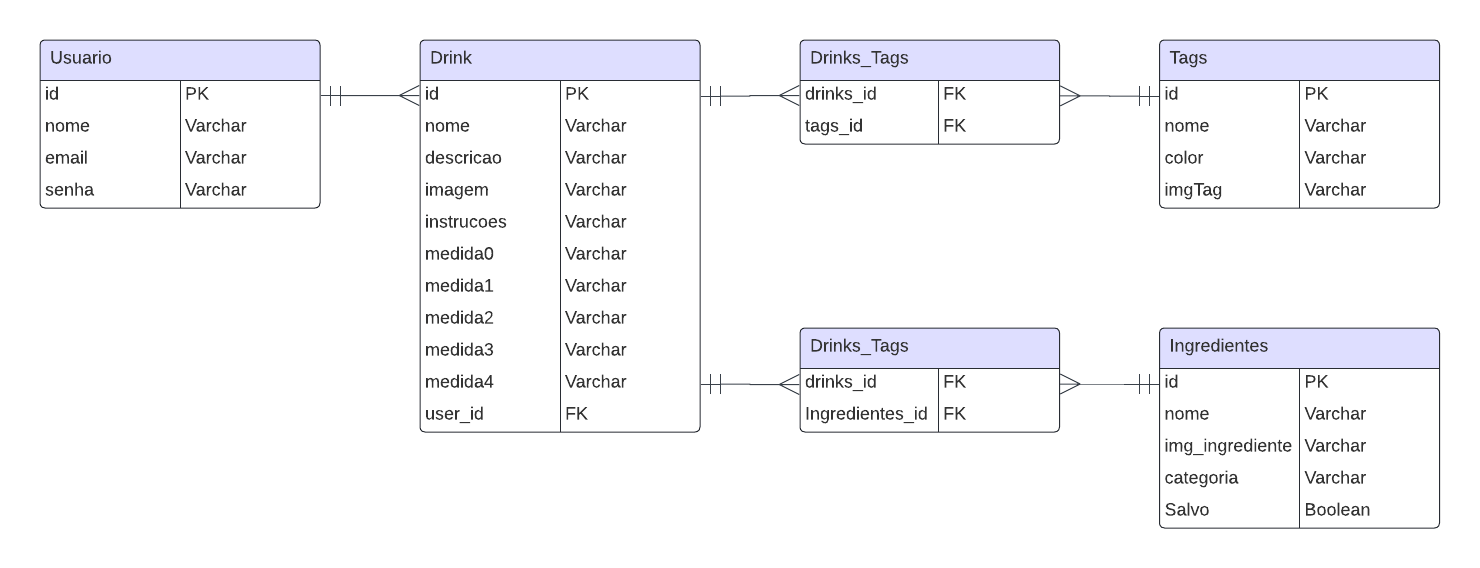 Usuario
id PK
nome Varchar
email Varchar
senha Varchar
Drink
id PK
nome Varchar
descricao Varchar
imagem Varchar
instrucoes Varchar
medida0 Varchar
medida1 Varchar
medida2 Varchar
medida3 Varchar
medida4 Varchar
user_id FK
Drinks_Tags
drinks_id FK
tags_id FK
Tags
id PK
nome Varchar
color Varchar
imgTag Varchar
Drinks_Tags
drinks_id FK
Ingredientes_id FK
Ingredientes
id PK
nome Varchar
img_ingrediente Varchar
categoria Varchar
Salvo Boolean